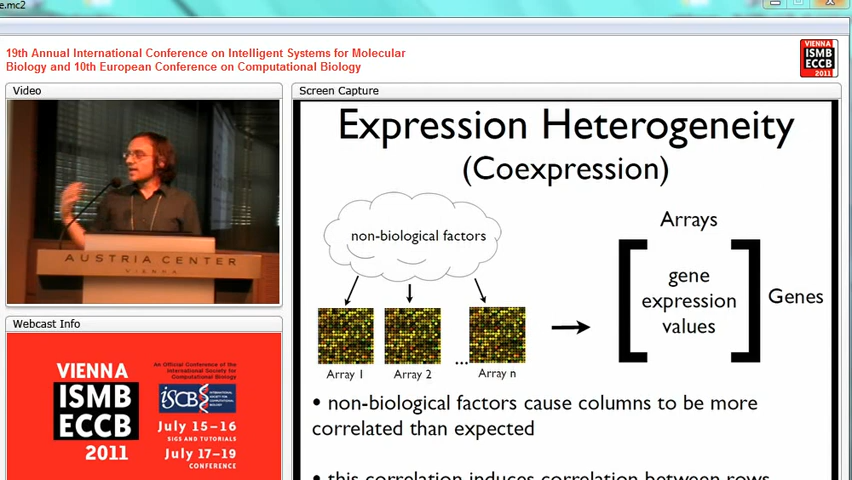 e.mc2
19th Annual International Conference on Intelligent Systems for Molecular
Biology and 10th European Conference on Computational Biology
VIENNA
ISMB
ECCB
2011
Video
Screen Capture
AUSTRIA CENTER
VIENNA
Expression Heterogeneity
(Coexpression)
non-biological factors
Arrays
gene
expression
values
Genes
Array 1
Array 2
...
Array n
• non-biological factors cause columns to be more
correlated than expected
• this correlation induces correlation between rows
Webcast Info
VIENNA
ISMB
ECCB
2011
An Official Conference of the
International Society for
Computational Biology
ISCB
INTERNATIONAL
SOCIETY FOR
COMPUTATIONAL
BIOLOGY
July 15–16
SIGS AND TUTORIALS
July 17–19
CONFERENCE